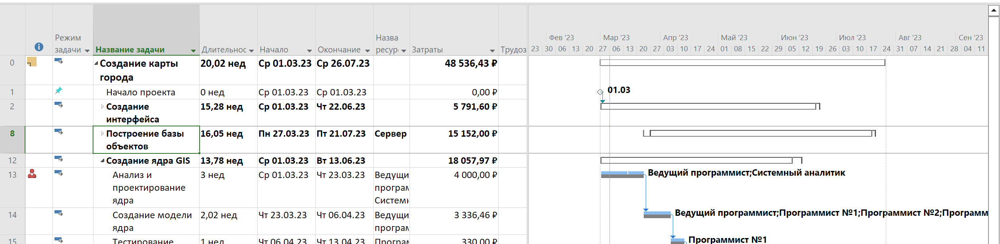 Режим задачи
Название задачи
Длительнос
Начало
Окончание
Назва ресурс
Затраты
Трудоз
Фев '23 Мар '23 Апр '23 Май '23 Июн '23 Июл '23 Авг '23 Сен '23
23 30 06 13 20 27 06 13 20 27 03 10 17 24 01 08 15 22 29 05 12 19 26 03 10 17 24 31 07 14 21 28 04 11
0 Создание карты города 20,02 нед Ср 01.03.23 Ср 26.07.23 48 536,43 ₽
1 Начало проекта 0 нед Ср 01.03.23 Ср 01.03.23 0,00 ₽
01.03
2 Создание интерфейса 15,28 нед Ср 01.03.23 Чт 22.06.23 5 791,60 ₽
8 Построение базы объектов 16,05 нед Пн 27.03.23 Пт 21.07.23 Сервер 15 152,00 ₽
12 Создание ядра GIS 13,78 нед Ср 01.03.23 Вт 13.06.23 18 057,97 ₽
13 Анализ и проектирование ядра 3 нед Ср 01.03.23 Чт 23.03.23 Ведущи програм Системн 4 000,00 ₽
Ведущий программист;Системный аналитик
14 Создание модели ядра 2,02 нед Чт 23.03.23 Чт 06.04.23 Ведущи програм 3 336,46 ₽
Ведущий программист;Программист №1;Программист №2;Программ
15 Тестирование 1 нед Чт 06.04.23 Чт 13.04.23 Програм 330,00 ₽
Программист №1